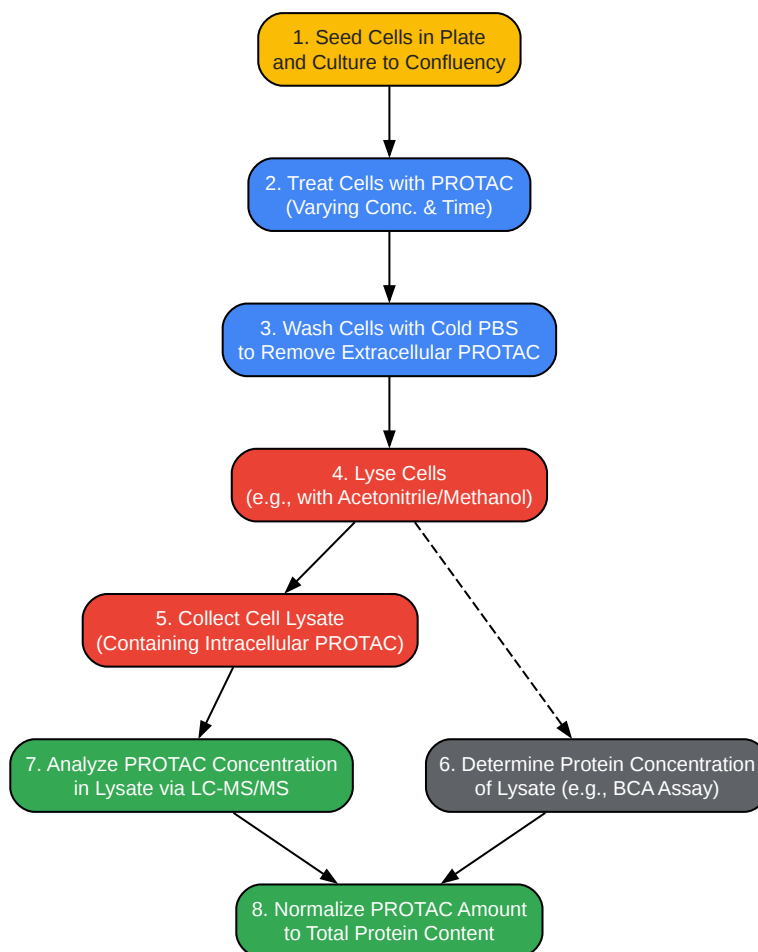 1. Seed Cells in Plate
and Culture to Confluency
2. Treat Cells with PROTAC
(Varying Conc. & Time)
3. Wash Cells with Cold PBS
to Remove Extracellular PROTAC
4. Lyse Cells
(e.g., with Acetonitrile/Methanol)
5. Collect Cell Lysate
(Containing Intracellular PROTAC)
7. Analyze PROTAC Concentration
in Lysate via LC-MS/MS
6. Determine Protein Concentration
of Lysate (e.g., BCA Assay)
8. Normalize PROTAC Amount
to Total Protein Content